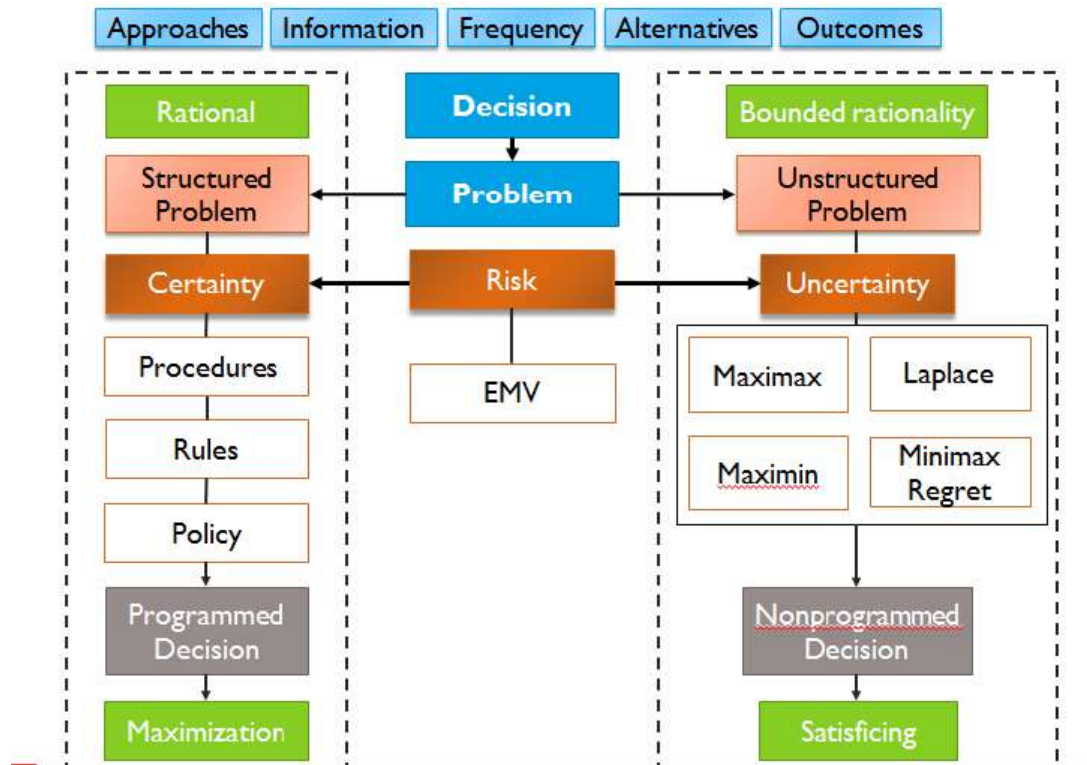 Approaches
Information
Frequency
Alternatives
Outcomes
Rational
Decision
Bounded rationality
Structured
Problem
Problem
Unstructured
Problem
Certainty
Risk
Uncertainty
Procedures
EMV
Maximax
Laplace
Rules
Maximin
Minimax
Regret
Policy
Programmed
Decision
Nonprogrammed
Decision
Maximization
Satisficing